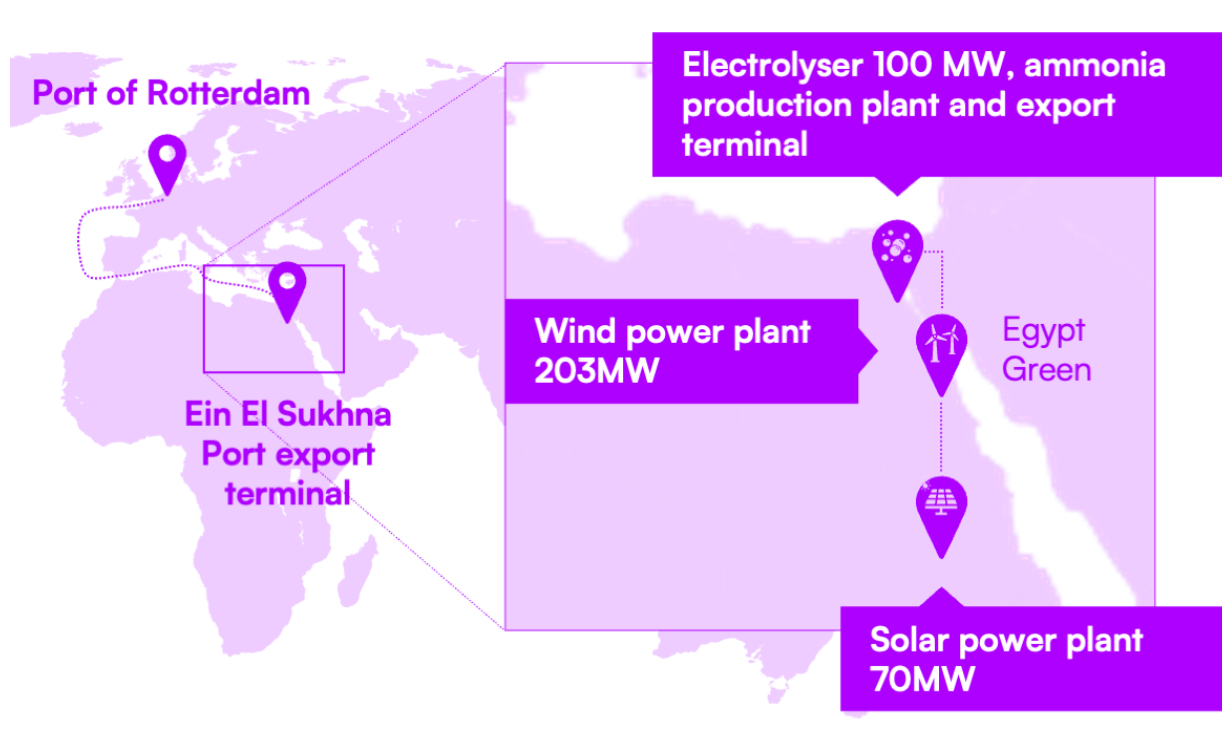 Port of Rotterdam
Electrolyser 100 MW, ammonia
production plant and export
terminal
Wind power plant
203MW
Egypt
Green
Ein El Sukhna
Port export
terminal
Solar power plant
70MW